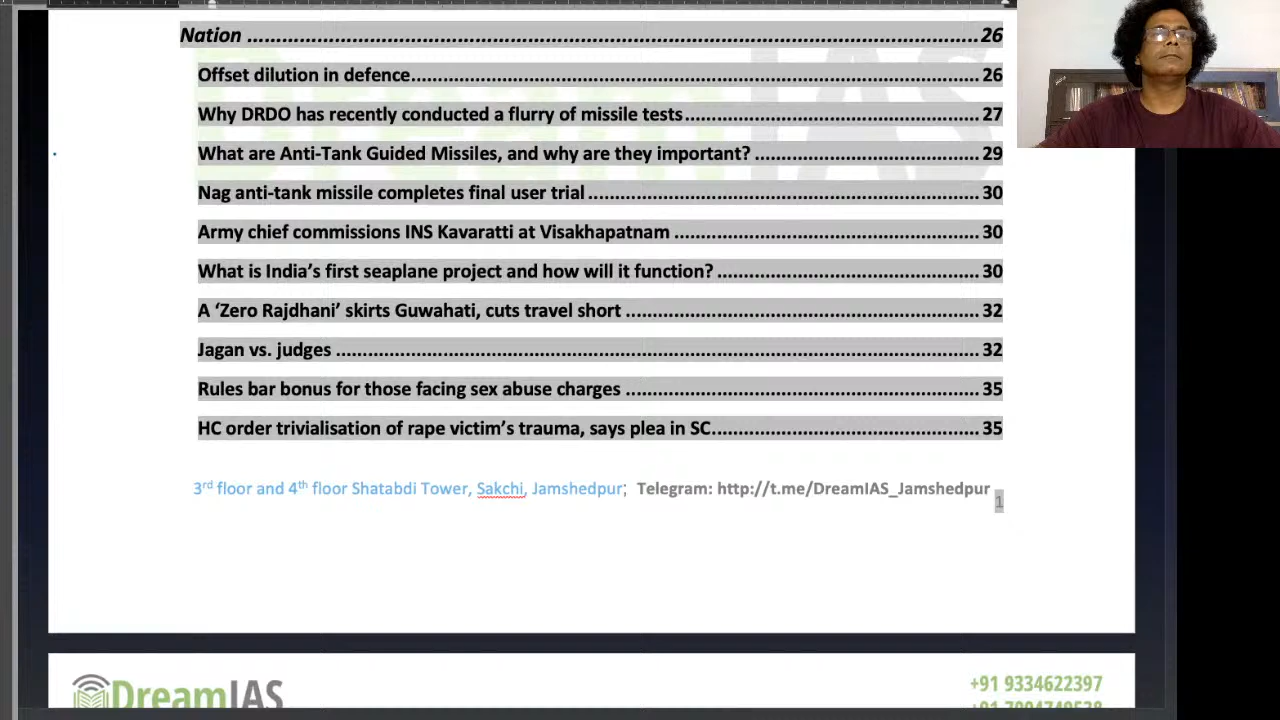 Nation ........................................................................................................................ 26
Offset dilution in defence........................................................................................... 26
Why DRDO has recently conducted a flurry of missile tests ................................................ 27
What are Anti-Tank Guided Missiles, and why are they important? .................................... 29
Nag anti-tank missile completes final user trial ................................................................ 30
Army chief commissions INS Kavaratti at Visakhapatnam .................................................. 30
What is India’s first seaplane project and how will it function? .......................................... 30
A ‘Zero Rajdhani’ skirts Guwahati, cuts travel short .......................................................... 32
Jagan vs. judges ........................................................................................................ 32
Rules bar bonus for those facing sex abuse charges .......................................................... 35
HC order trivialisation of rape victim’s trauma, says plea in SC........................................... 35
3rd floor and 4th floor Shatabdi Tower, Sakchi, Jamshedpur; Telegram: http://t.me/DreamIAS_Jamshedpur
1
DreamIAS
+91 9334622397